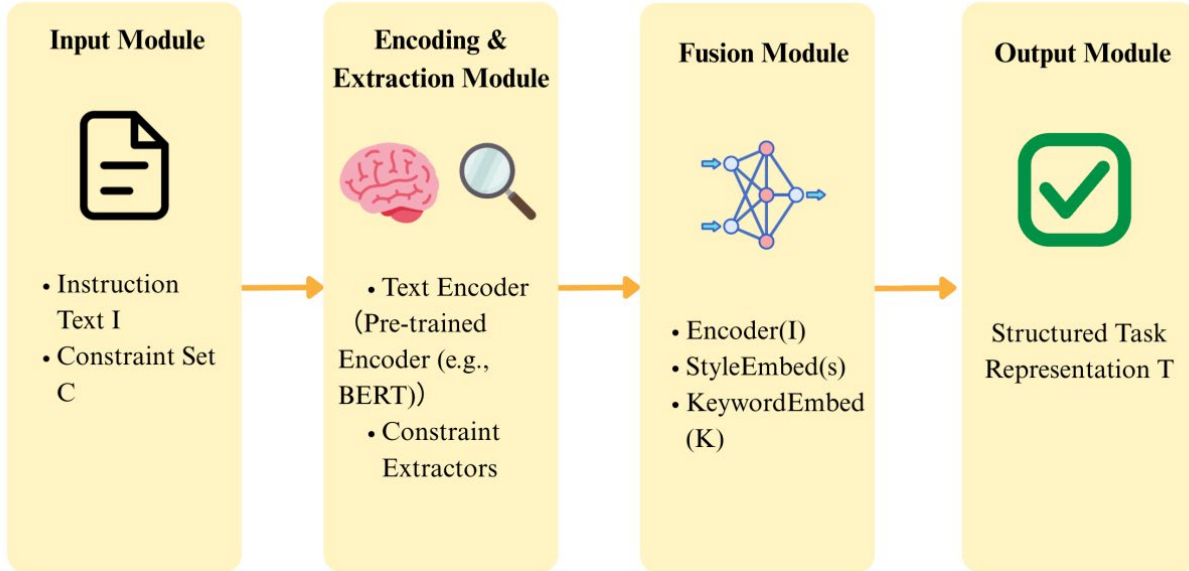 Input Module
• Instruction
Text I
• Constraint Set
C
Encoding &
Extraction Module
• Text Encoder
（Pre-trained
Encoder (e.g.,
BERT)）
• Constraint
Extractors
Fusion Module
• Encoder(I)
• StyleEmbed(s)
• KeywordEmbed
(K)
Output Module
Structured Task
Representation T